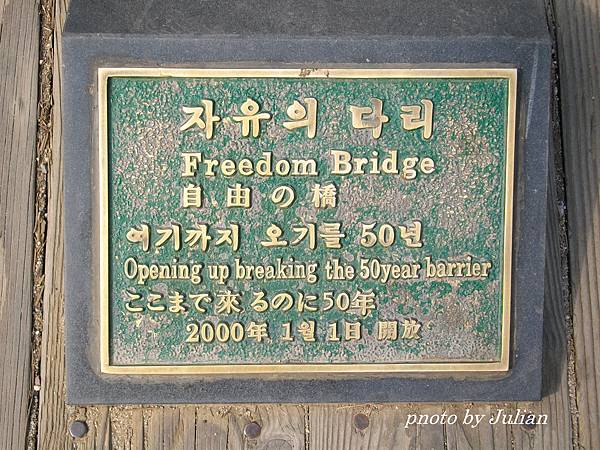 자유의 다리
Freedom Bridge
自由の橋
여기까지 오기를 50년
Opening up breaking the 50year barrier
ここまで來るのに50年
2000年 1월 1日 開放
photo by Julian